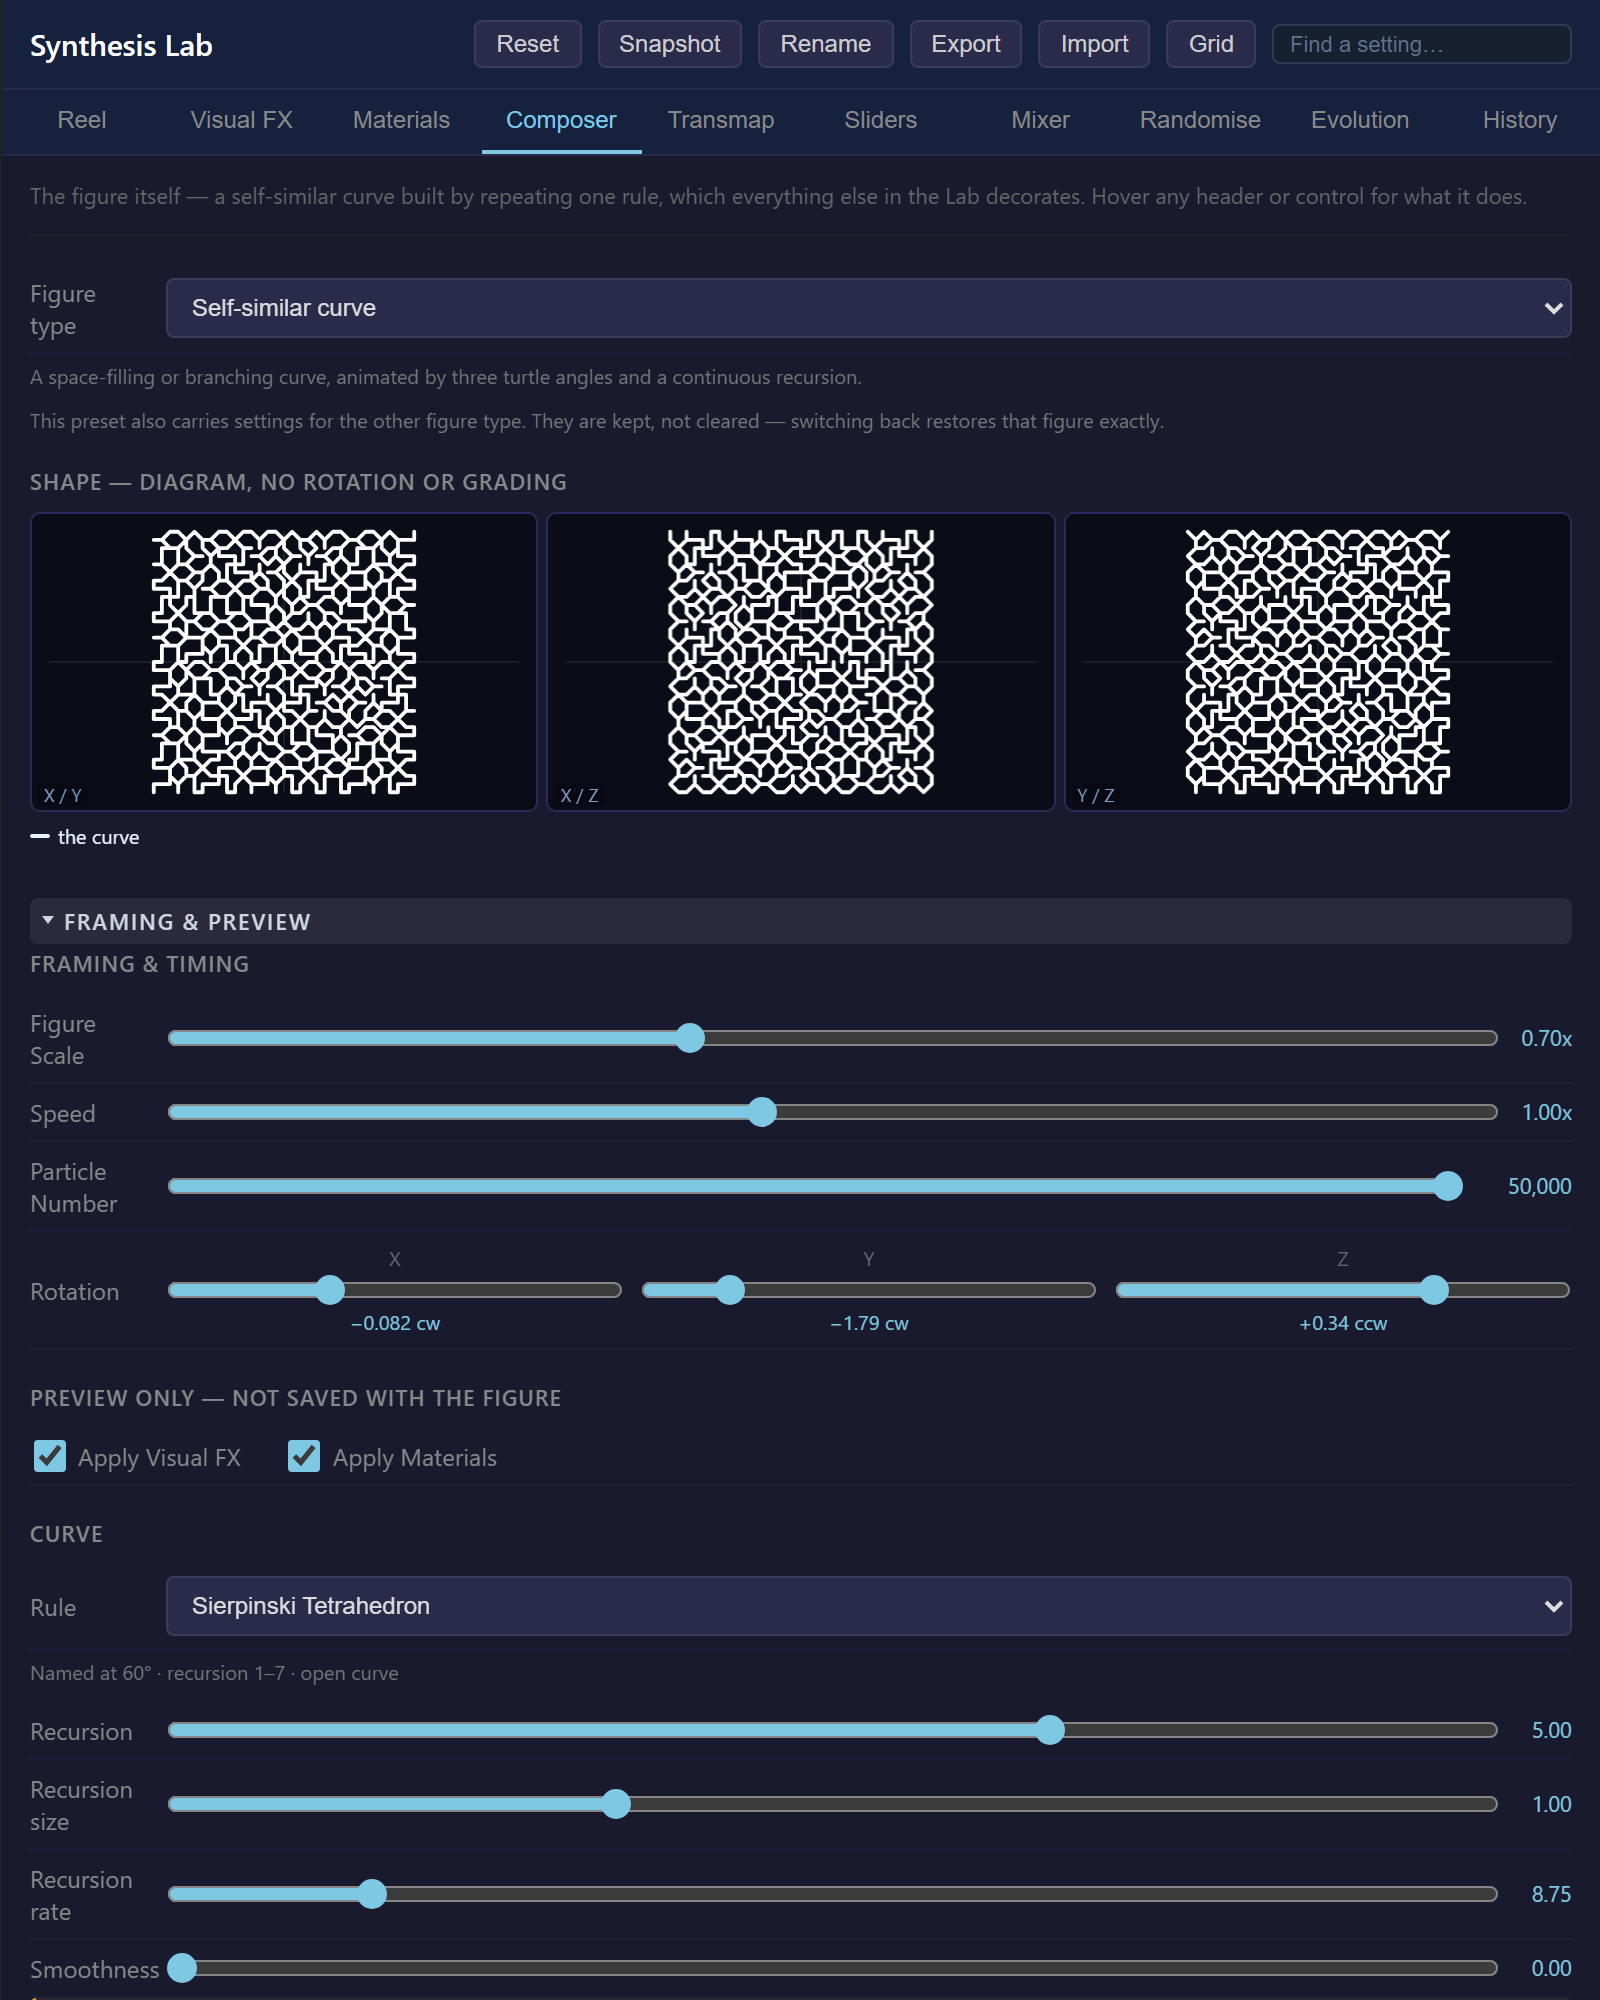 Synthesis Lab
Reset
Snapshot
Rename
Export
Import
Grid
Find a setting…
Reel
Visual FX
Materials
Composer
Transmap
Sliders
Mixer
Randomise
Evolution
History
The figure itself — a self-similar curve built by repeating one rule, which everything else in the Lab decorates. Hover any header or control for what it does.
Figure
type
Self-similar curve
A space-filling or branching curve, animated by three turtle angles and a continuous recursion.
This preset also carries settings for the other figure type. They are kept, not cleared — switching back restores that figure exactly.
SHAPE — DIAGRAM, NO ROTATION OR GRADING
X / Y
X / Z
Y / Z
the curve
FRAMING & PREVIEW
FRAMING & TIMING
Figure
Scale
0.70x
Speed
1.00x
Particle
Number
50,000
Rotation
X
Y
Z
−0.082 cw
−1.79 cw
+0.34 ccw
PREVIEW ONLY — NOT SAVED WITH THE FIGURE
Apply Visual FX
Apply Materials
CURVE
Rule
Sierpinski Tetrahedron
Named at 60° · recursion 1–7 · open curve
Recursion
5.00
Recursion
size
1.00
Recursion
rate
8.75
Smoothness
0.00